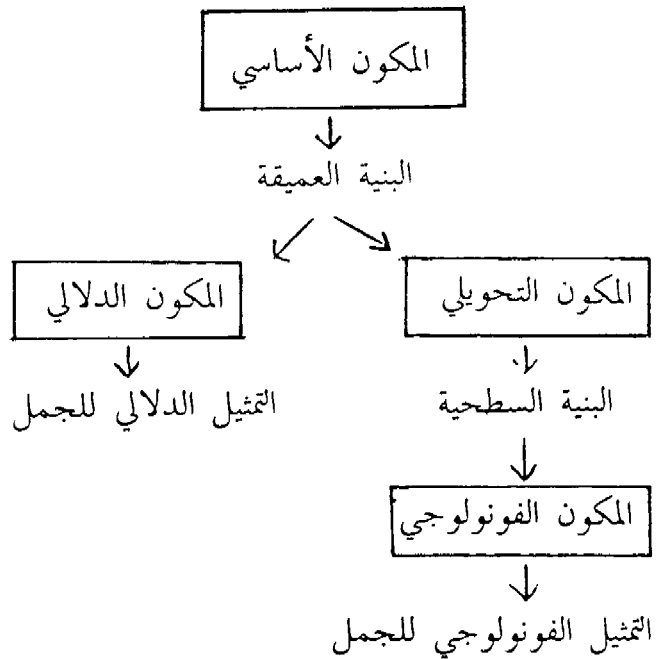 المكون الأساسي
البنية العميقة
المكون التحويلي
المكون الدلالي
البنية السطحية
التمثيل الدلالي للجمل
المكون الفونولوجي
التمثيل الفونولوجي للجمل